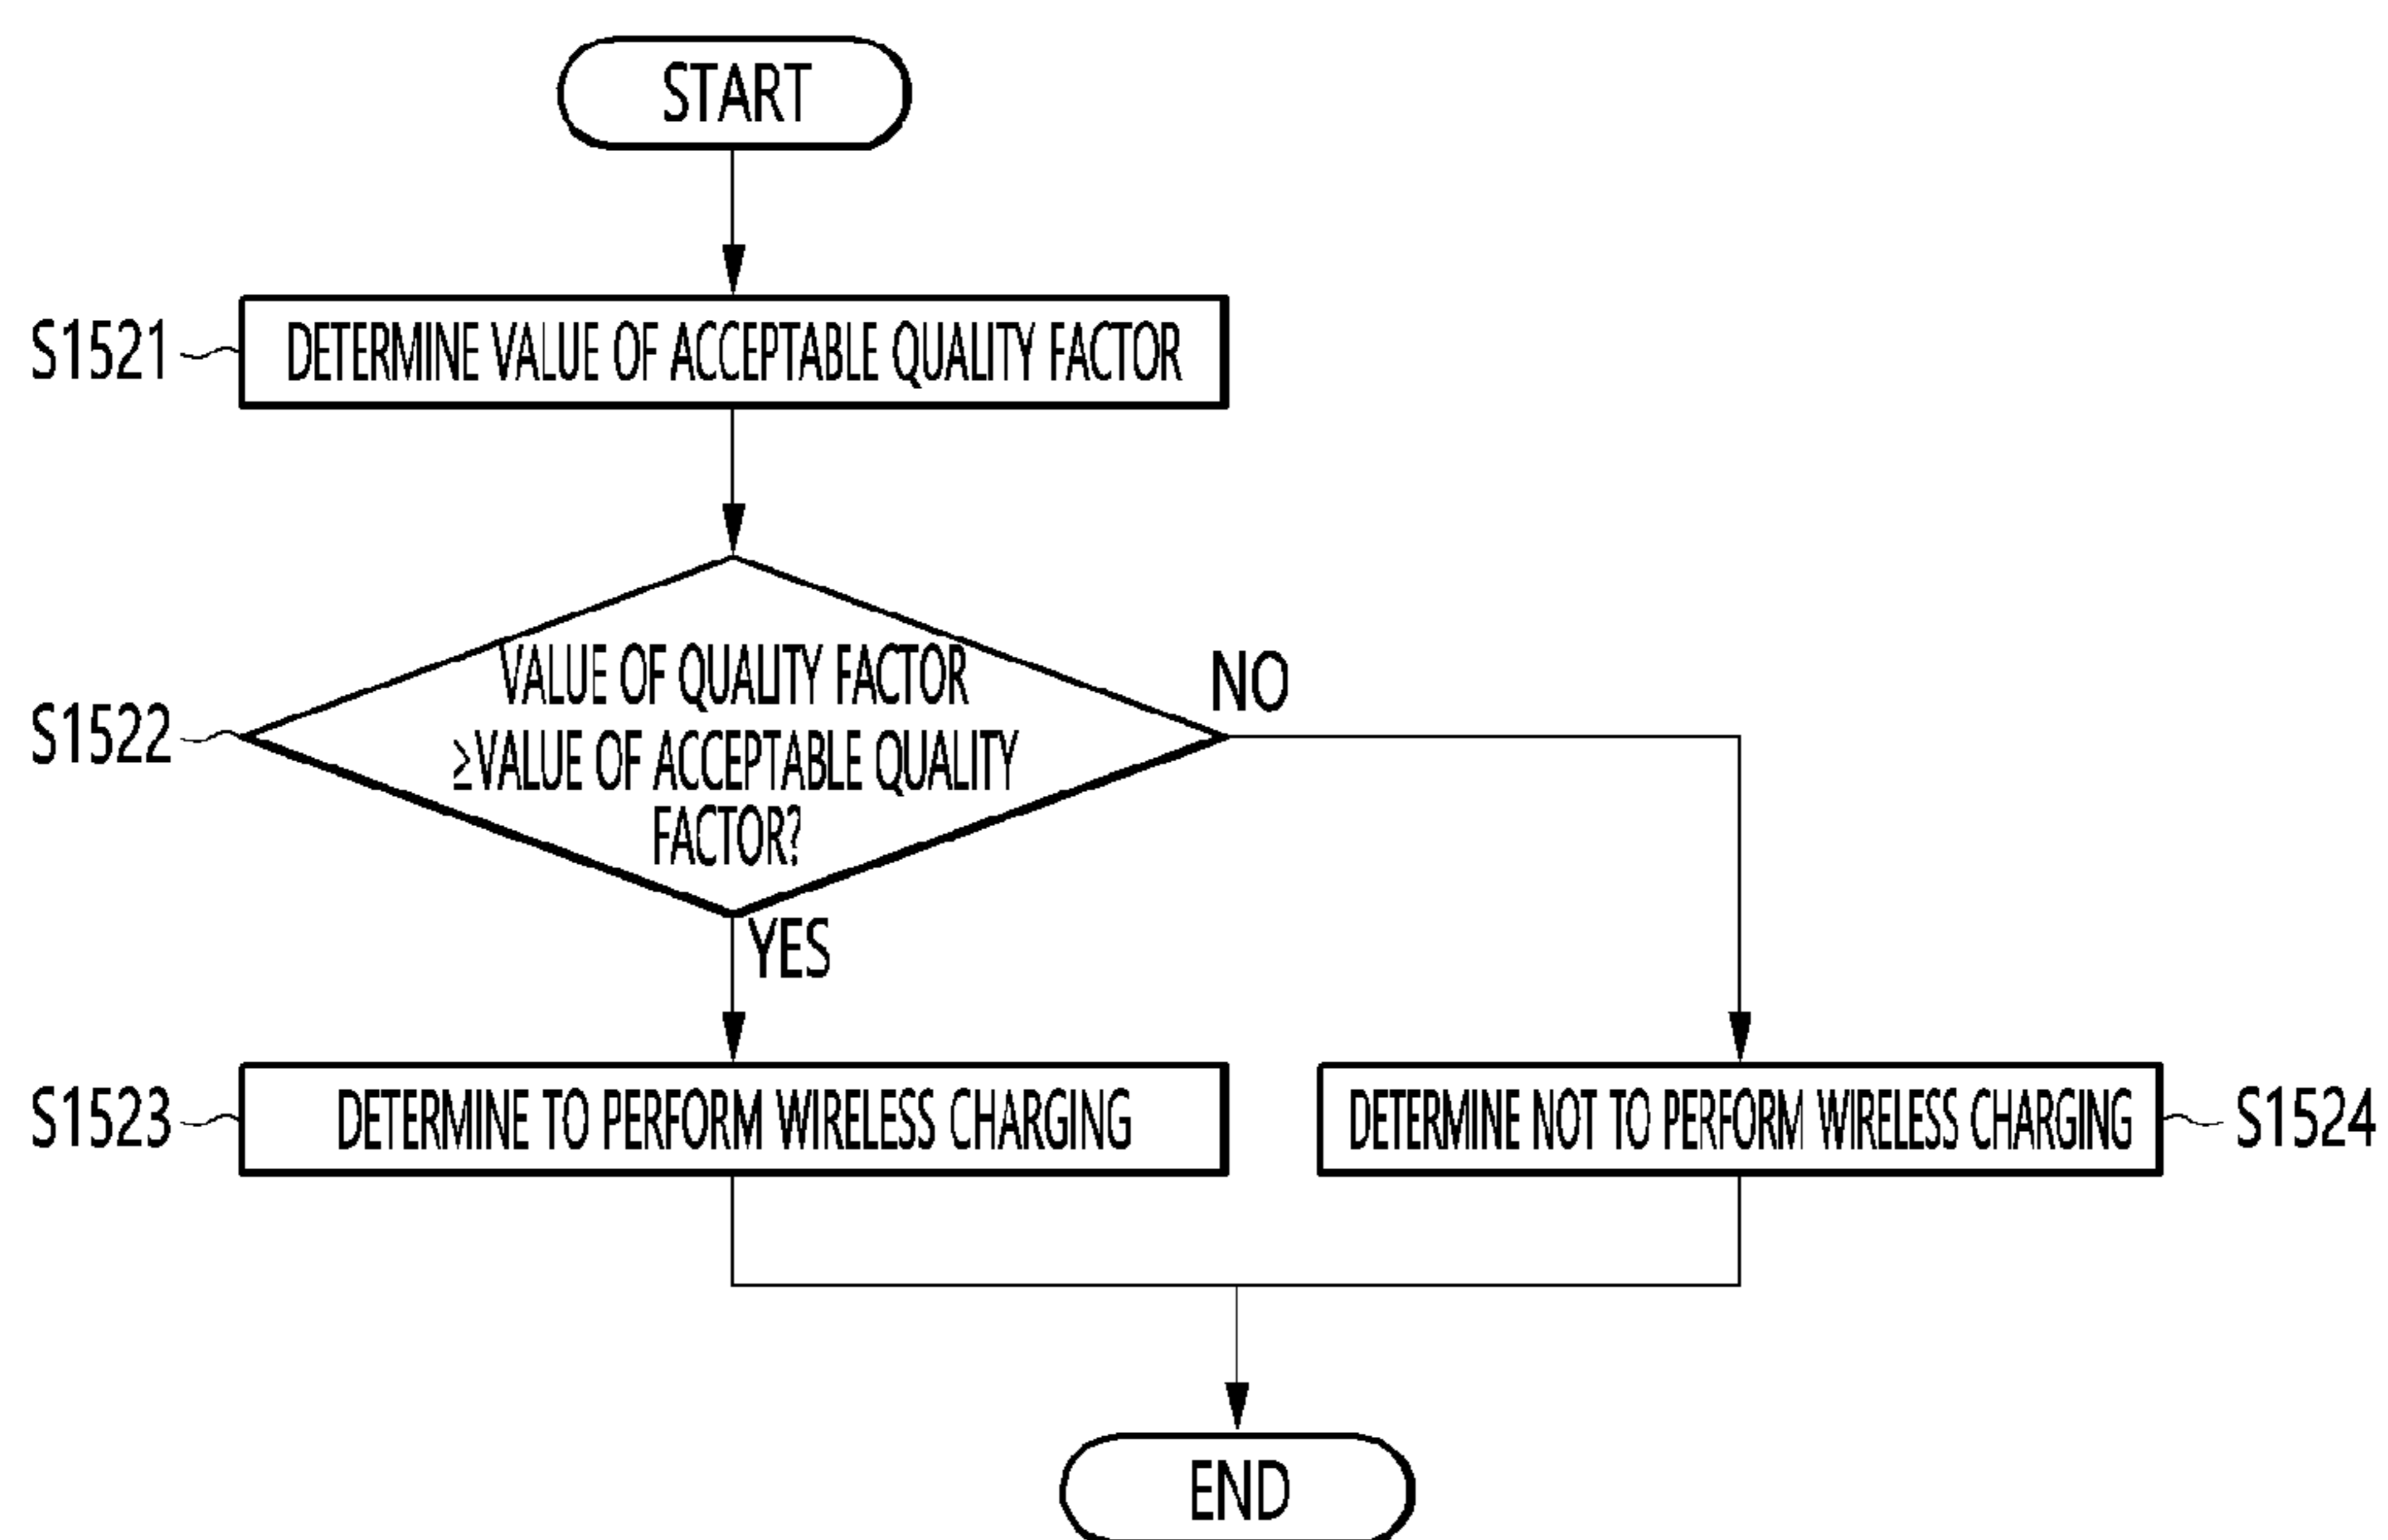 START
S1521
DETERMINE VALUE OF ACCEPTABLE QUALITY FACTOR
VALUE OF QUALITY FACTOR
≥VALUE OF ACCEPTABLE QUALITY
FACTOR?
S1522
NO
YES
S1523
DETERMINE TO PERFORM WIRELESS CHARGING
DETERMINE NOT TO PERFORM WIRELESS CHARGING
S1524
END